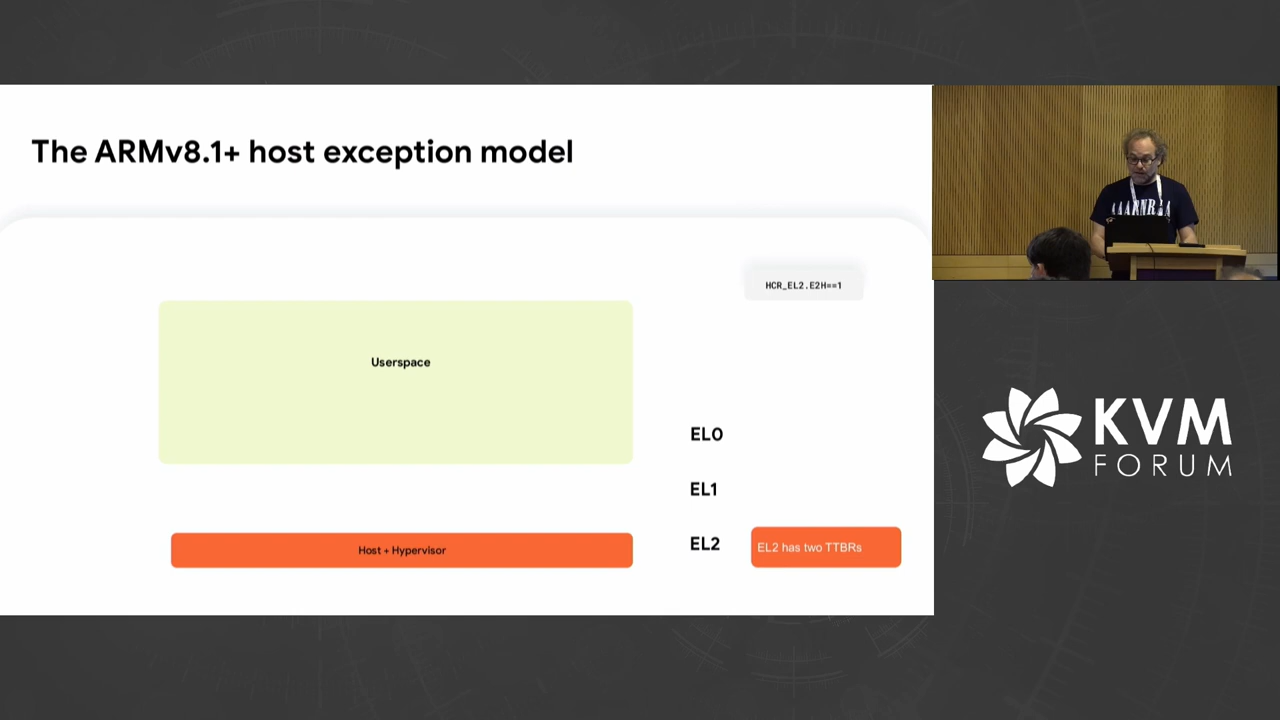 The ARMv8.1+ host exception model
HCR_EL2.E2H==1
Userspace
EL0
EL1
Host + Hypervisor
EL2
EL2 has two TTBRs
KVM
FORUM